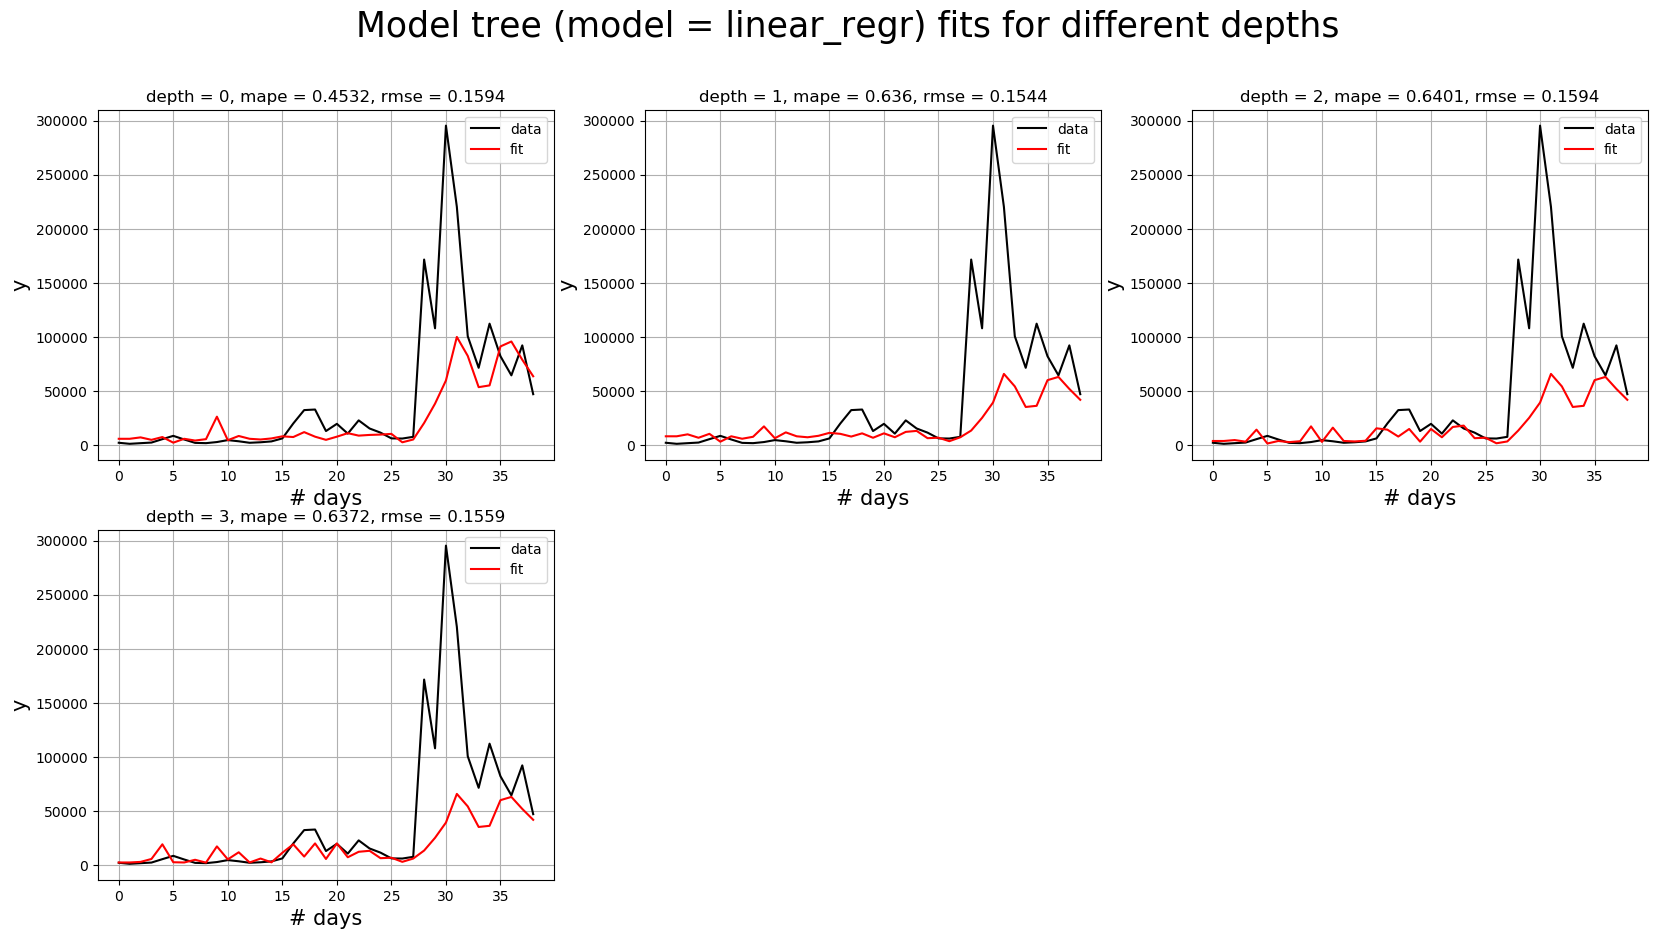 Model tree (model = linear_regr) fits for different depths
depth = 0, mape = 0.4532, rmse = 0.1594
300000
250000
200000
150000
100000
50000
0
y
data
fit
0 5 10 15 20 25 30 35
# days
depth = 1, mape = 0.636, rmse = 0.1544
300000
250000
200000
150000
100000
50000
0
y
data
fit
0 5 10 15 20 25 30 35
# days
depth = 2, mape = 0.6401, rmse = 0.1594
300000
250000
200000
150000
100000
50000
0
y
data
fit
0 5 10 15 20 25 30 35
# days
depth = 3, mape = 0.6372, rmse = 0.1559
300000
250000
200000
150000
100000
50000
0
y
data
fit
0 5 10 15 20 25 30 35
# days